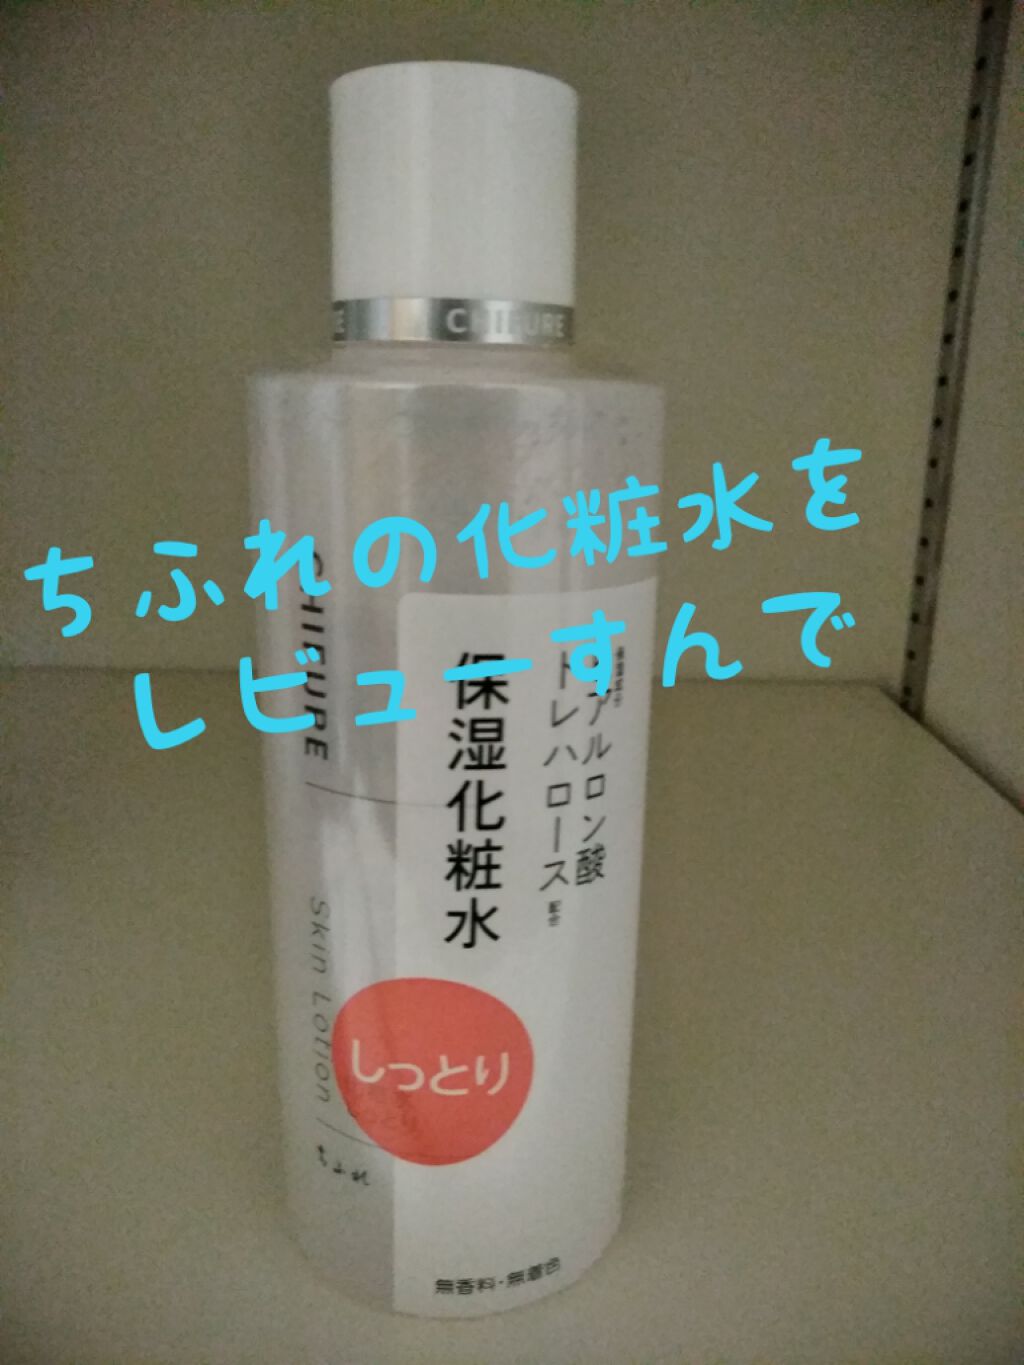 CHIFURE
ちふれの化粧水を
レビューすんで
CHIFURE
Skin Lotion
ちふれ
ヒアルロン酸
トレハロース
配合
保湿化粧水
しっとり
無香料・無着色